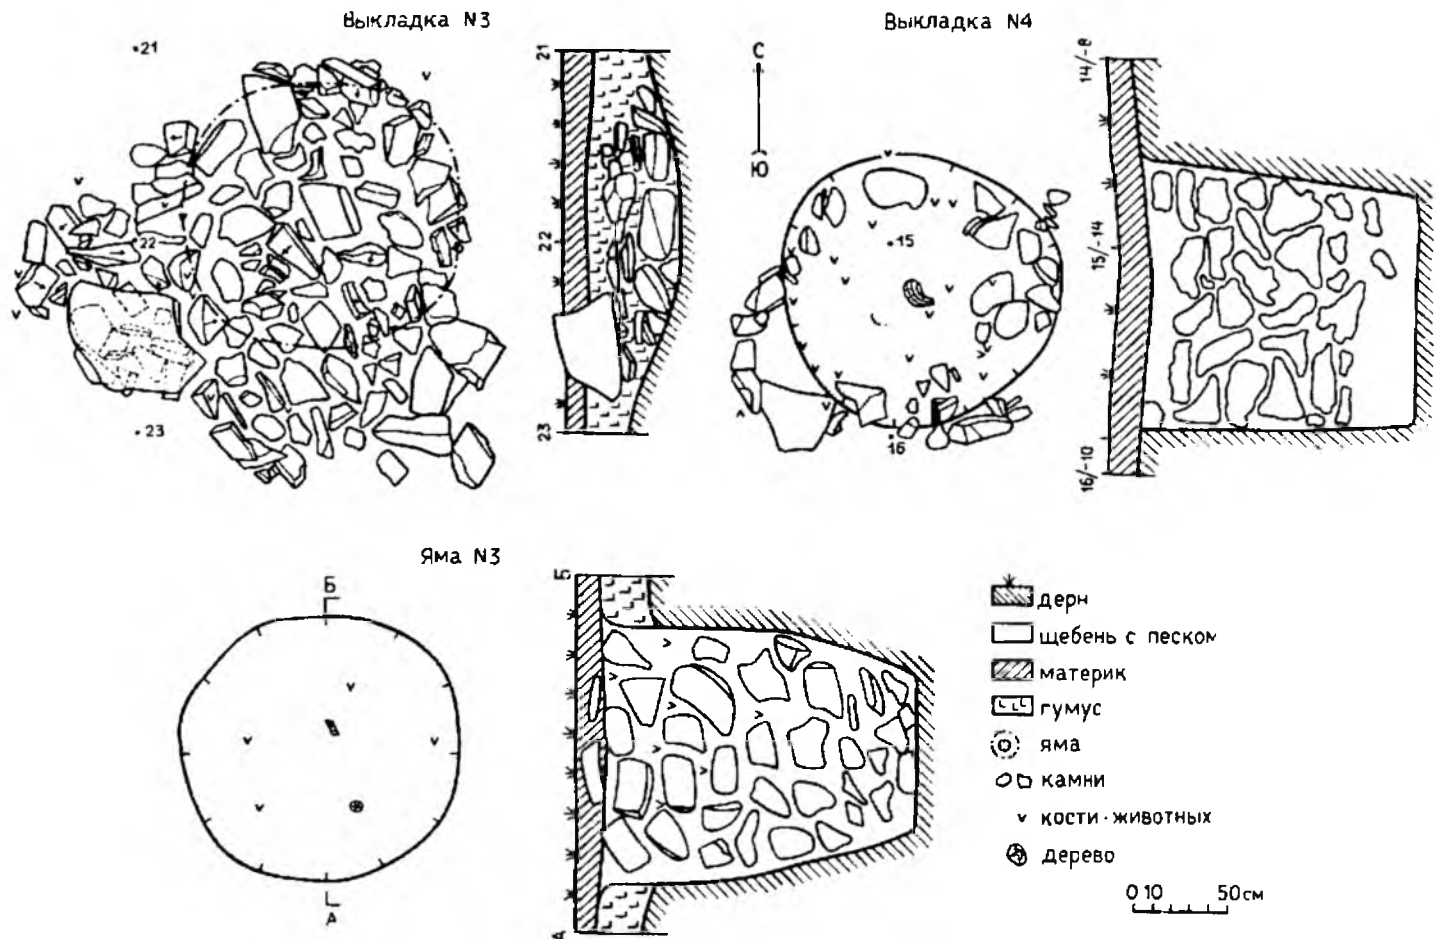 Выкладка N3
Выкладка N4
21
22
23
21
22
23
С
Ю
15
16
14/-8
15/-14
16/-10
Яма N3
Б
А
Б
А
дерн
щебень с песком
материк
гумус
яма
камни
кости животных
дерево
0 10 50см